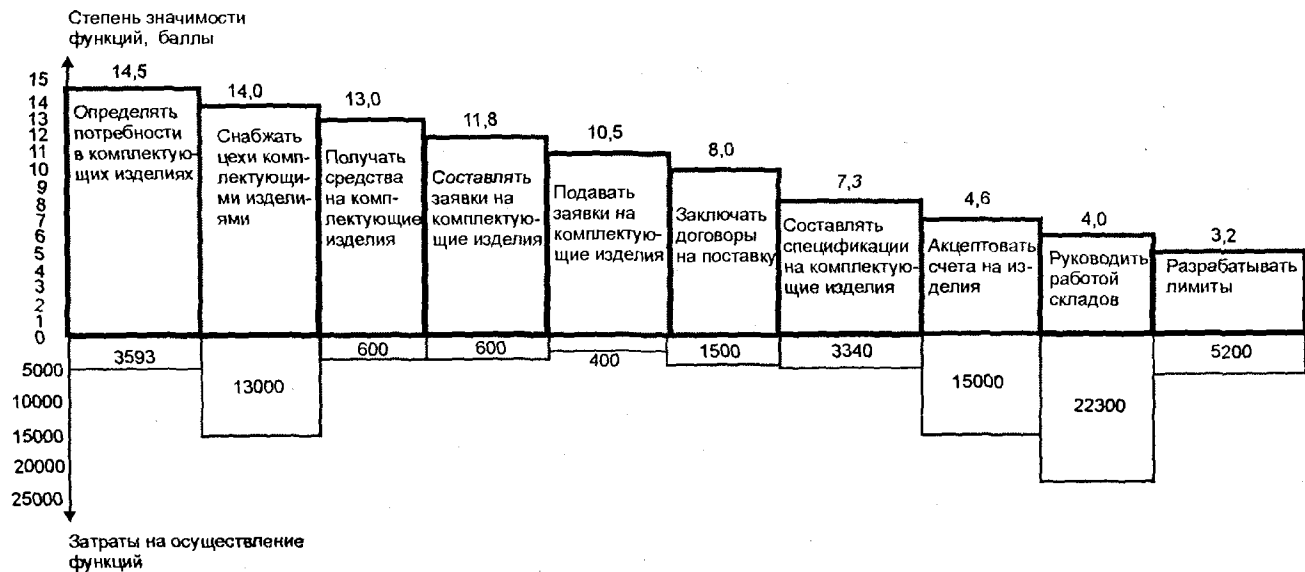 Степень значимости
функций, баллы
15
14
13
12
11
10
9
8
7
6
5
4
3
2
1
0
5000
10000
15000
20000
25000
14,5
Определять
потребности
в комплектую-
щих изделиях
3593
14,0
Снабжать
цехи комп-
лектующи-
ми издели-
ями
13000
13,0
Получать
средства
на комп-
лектующие
изделия
600
11,8
Составлять
заявки на
комплектую-
щие изделия
600
10,5
Подавать
заявки на
комплектую-
щие изделия
400
8,0
Заключать
договоры
на поставку
1500
7,3
Составлять
спецификации
на комплектую-
щие изделия
3340
4,6
Акцептовать
счета на из-
делия
15000
4,0
Руководить
работой
складов
22300
3,2
Разрабатывать
лимиты
5200
Затраты на осуществление
функций